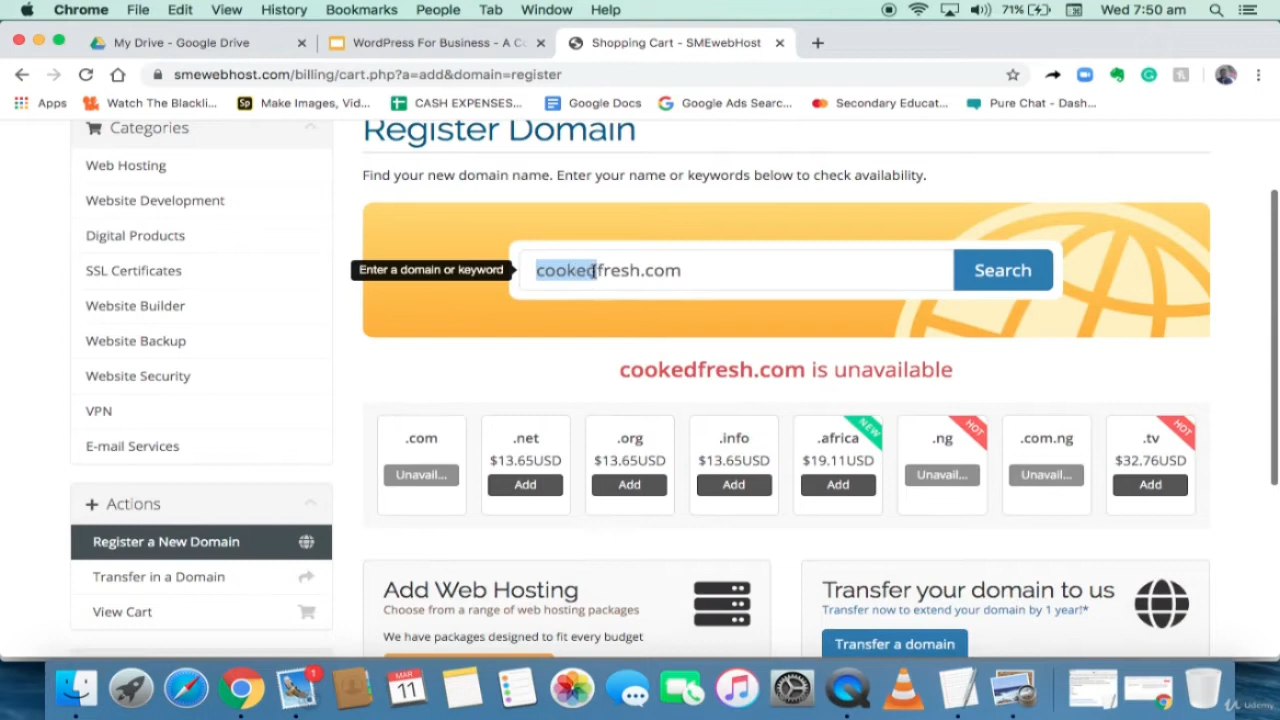 Chrome File Edit View History Bookmarks People Tab Window Help 71% Wed 7:50 am
My Drive - Google Drive WordPress For Business - A Co Shopping Cart - SMEwebHost
smewebhost.com/billing/cart.php?a=add&domain=register
Apps Watch The Blackli... Make Images, Vid... CASH EXPENSES... Google Docs Google Ads Searc... Secondary Educat... Pure Chat - Dash...
Categories
Web Hosting
Website Development
Digital Products
SSL Certificates
Website Builder
Website Backup
Website Security
VPN
E-mail Services
Actions
Register a New Domain
Transfer in a Domain
View Cart
Register Domain
Find your new domain name. Enter your name or keywords below to check availability.
Enter a domain or keyword
cookedfresh.com Search
cookedfresh.com is unavailable
.com .net .org .info .africa NEW .ng HOT .com.ng .tv HOT
$13.65USD $13.65USD $13.65USD $19.11USD $32.76USD
Unavail... Add Add Add Add Unavail... Unavail... Add
Add Web Hosting
Choose from a range of web hosting packages
We have packages designed to fit every budget
Transfer your domain to us
Transfer now to extend your domain by 1 year!*
Transfer a domain
1
MAR
11
Udemy